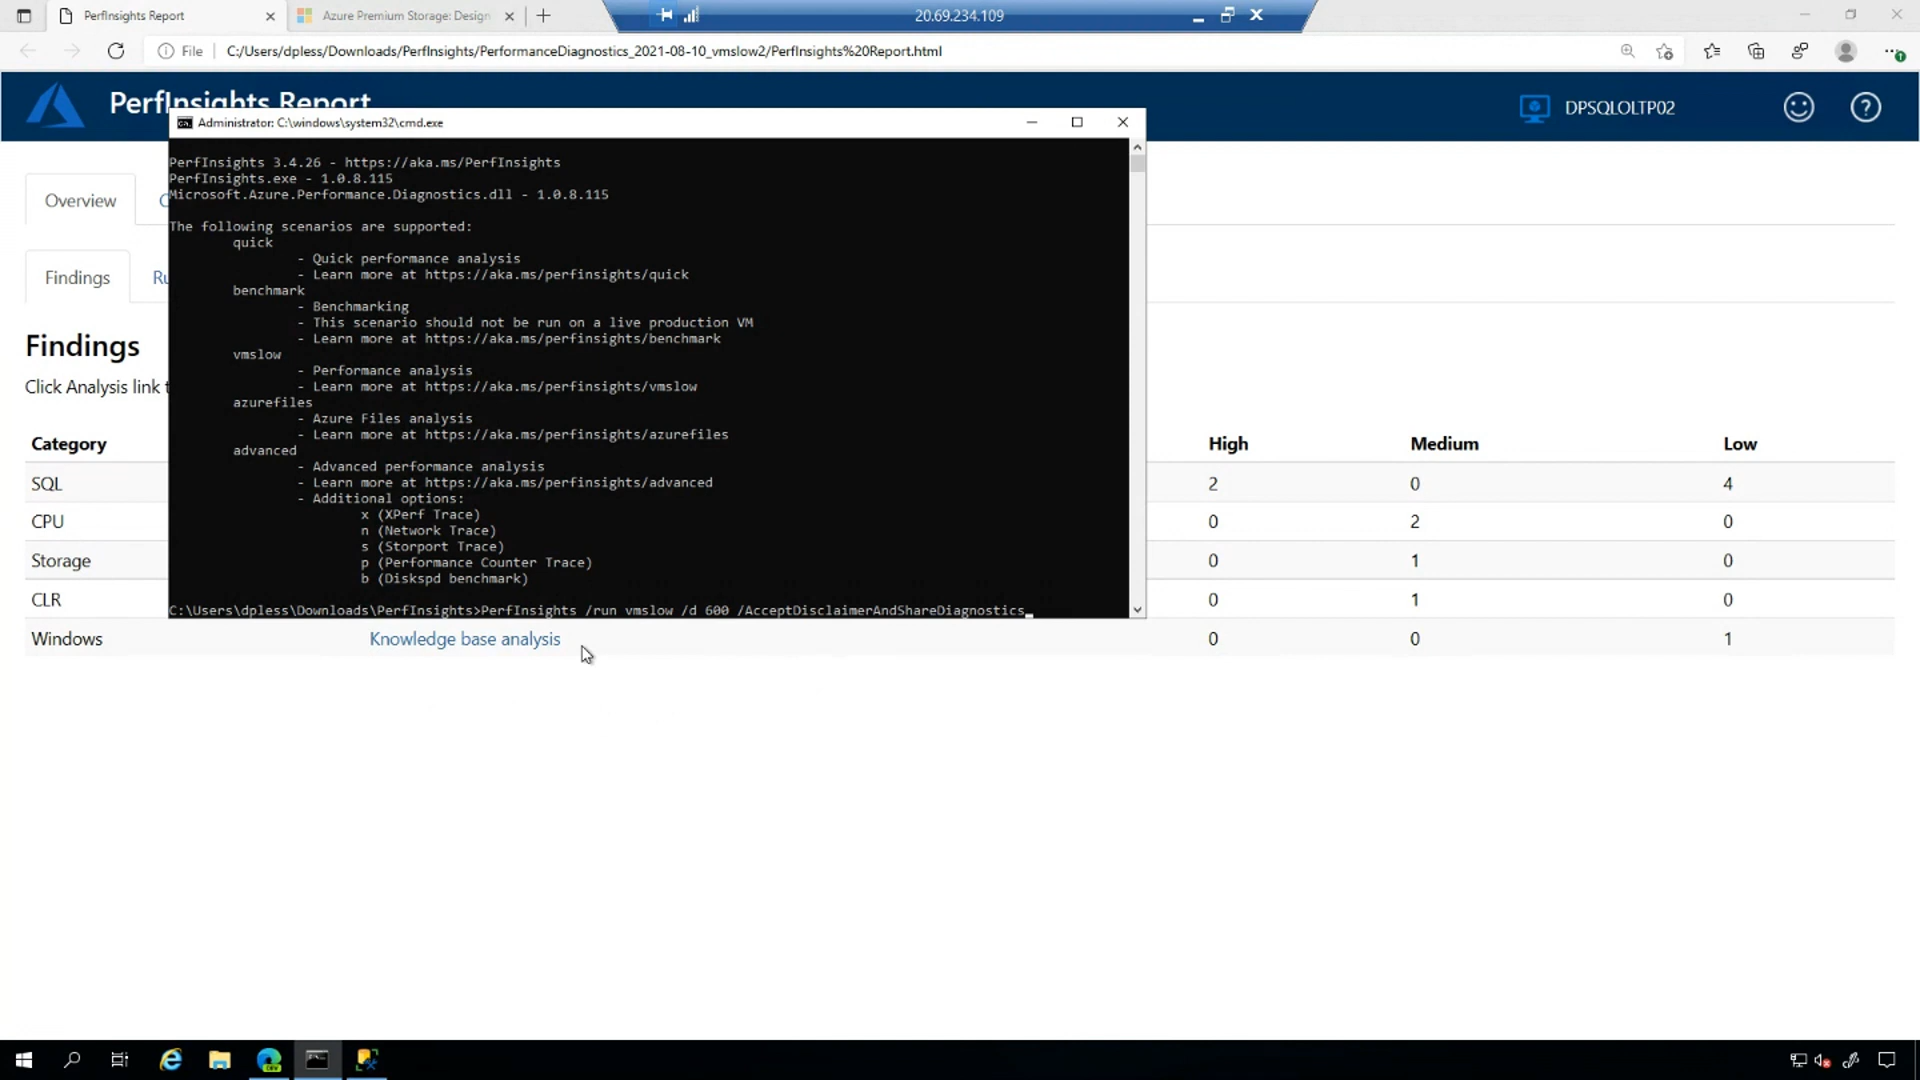 PerfInsights Report
Azure Premium Storage: Design
20.69.234.109
File
C:/Users/dpless/Downloads/PerfInsights/PerformanceDiagnostics_2021-08-10_vmslow2/PerfInsights%20Report.html
PerfInsights Report
DPSQLOLTP02
Administrator: C:\windows\system32\cmd.exe
PerfInsights 3.4.26 - https://aka.ms/PerfInsights
PerfInsights.exe - 1.0.8.115
Microsoft.Azure.Performance.Diagnostics.dll - 1.0.8.115
The following scenarios are supported:
quick
- Quick performance analysis
- Learn more at https://aka.ms/perfinsights/quick
benchmark
- Benchmarking
- This scenario should not be run on a live production VM
- Learn more at https://aka.ms/perfinsights/benchmark
vmslow
- Performance analysis
- Learn more at https://aka.ms/perfinsights/vmslow
azurefiles
- Azure Files analysis
- Learn more at https://aka.ms/perfinsights/azurefiles
advanced
- Advanced performance analysis
- Learn more at https://aka.ms/perfinsights/advanced
- Additional options:
x (XPerf Trace)
n (Network Trace)
s (Storport Trace)
p (Performance Counter Trace)
b (Diskspd benchmark)
C:\Users\dpless\Downloads\PerfInsights>PerfInsights /run vmslow /d 600 /AcceptDisclaimerAndShareDiagnostics_
Overview
Findings
Ru
Findings
Click Analysis link t
Category High Medium Low
SQL 2 0 4
CPU 0 2 0
Storage 0 1 0
CLR 0 1 0
Windows Knowledge base analysis 0 0 1